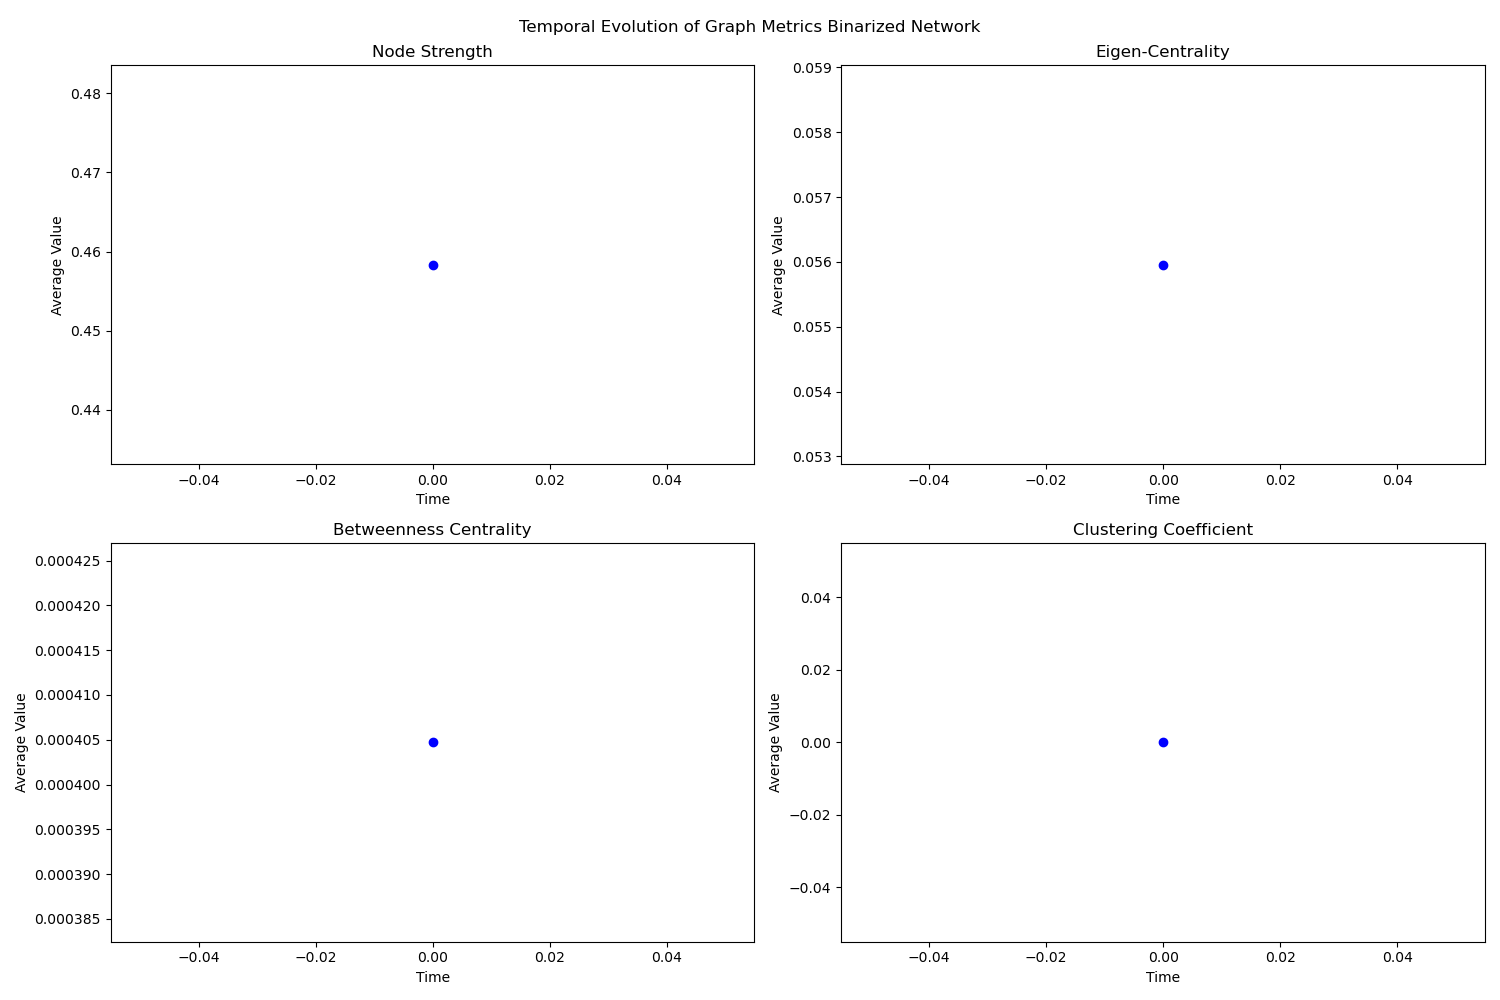 Temporal Evolution of Graph Metrics Binarized Network
Node Strength
0.48
0.47
0.46
0.45
0.44
Average Value
−0.04 −0.02 0.00 0.02 0.04
Time
Eigen-Centrality
0.059
0.058
0.057
0.056
0.055
0.054
0.053
Average Value
−0.04 −0.02 0.00 0.02 0.04
Time
Betweenness Centrality
0.000425
0.000420
0.000415
0.000410
0.000405
0.000400
0.000395
0.000390
0.000385
Average Value
−0.04 −0.02 0.00 0.02 0.04
Time
Clustering Coefficient
0.04
0.02
0.00
−0.02
−0.04
Average Value
−0.04 −0.02 0.00 0.02 0.04
Time